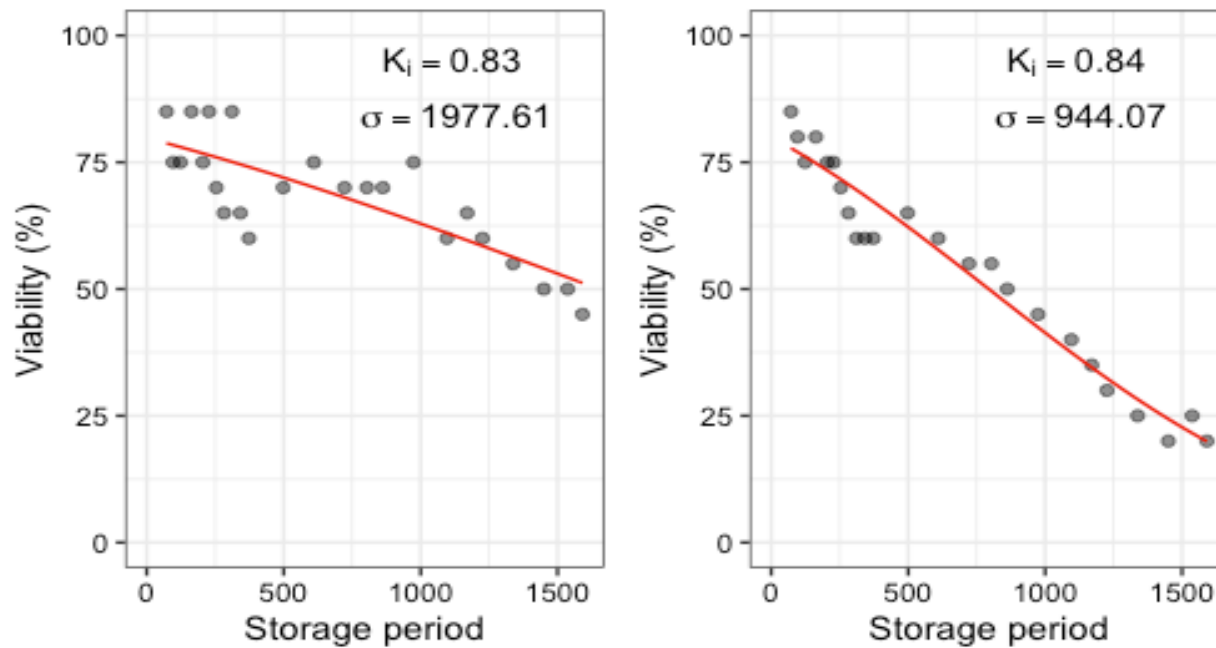 100
75
50
25
0
Viability (%)
Kᵢ = 0.83
σ = 1977.61
0 500 1000 1500
Storage period
100
75
50
25
0
Viability (%)
Kᵢ = 0.84
σ = 944.07
0 500 1000 1500
Storage period